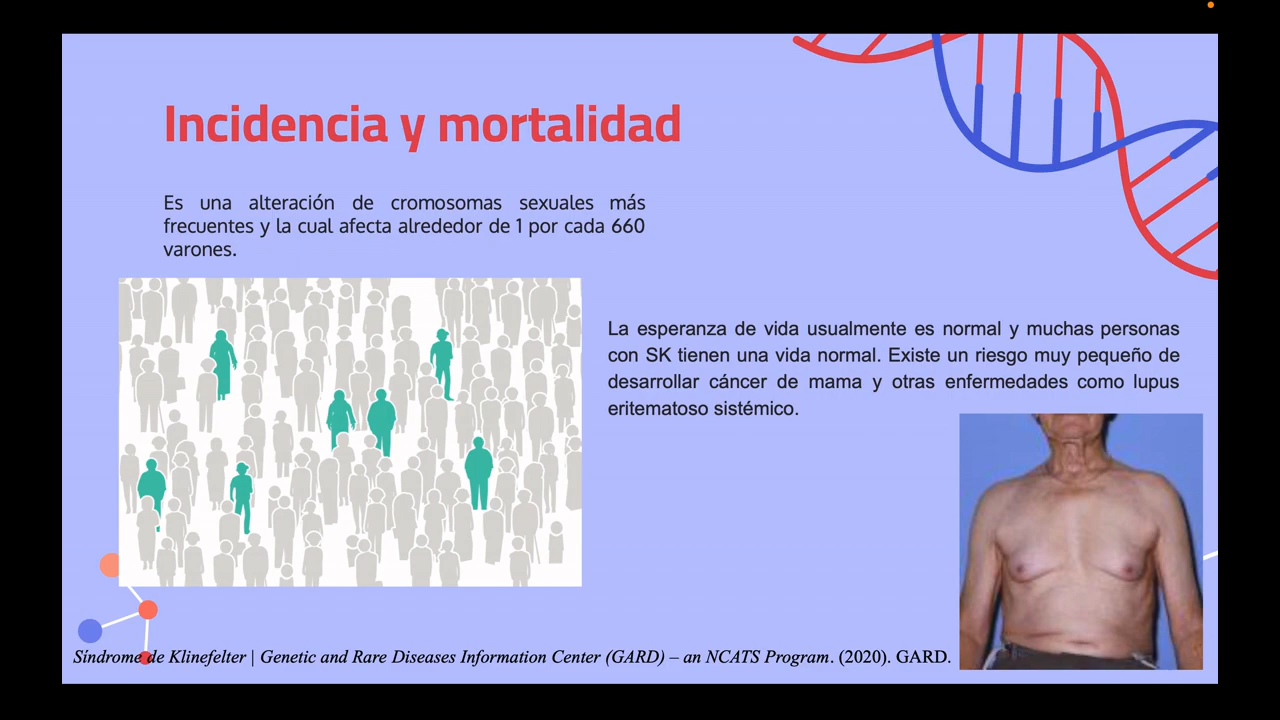 Incidencia y mortalidad
Es una alteración de cromosomas sexuales más
frecuentes y la cual afecta alrededor de 1 por cada 660
varones.
La esperanza de vida usualmente es normal y muchas personas
con SK tienen una vida normal. Existe un riesgo muy pequeño de
desarrollar cáncer de mama y otras enfermedades como lupus
eritematoso sistémico.
Síndrome de Klinefelter | Genetic and Rare Diseases Information Center (GARD) – an NCATS Program. (2020). GARD.